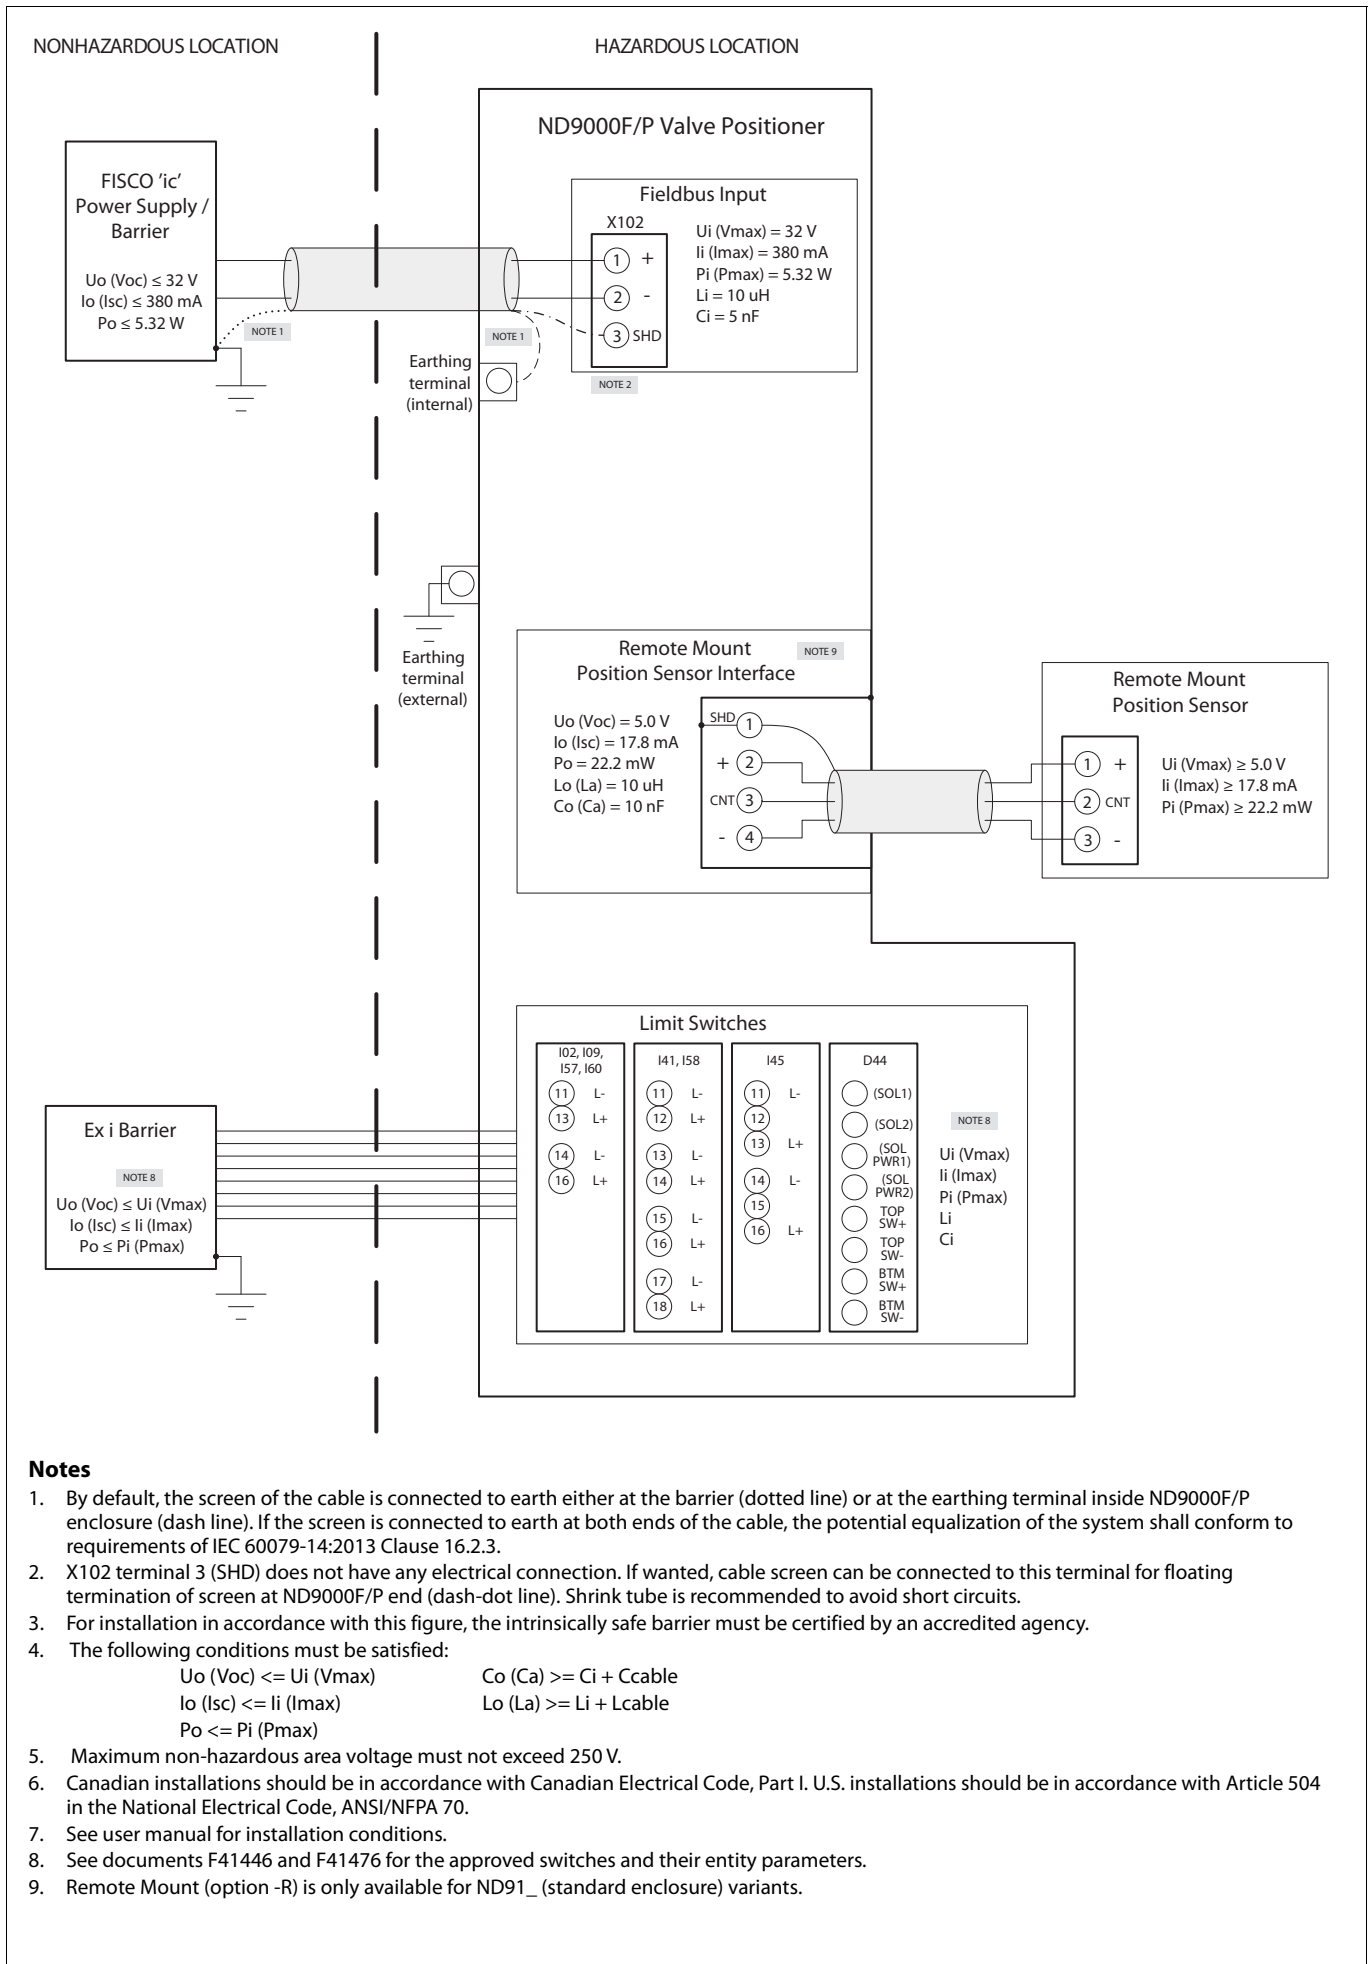 NONHAZARDOUS LOCATION
HAZARDOUS LOCATION
ND9000F/P Valve Positioner
FISCO ’ic’
Power Supply /
Barrier
Uo (Voc) ≤ 32 V
Io (Isc) ≤ 380 mA
Po ≤ 5.32 W
NOTE 1
NOTE 1
Fieldbus Input
X102
1 +
2 -
3 SHD
Ui (Vmax) = 32 V
Ii (Imax) = 380 mA
Pi (Pmax) = 5.32 W
Li = 10 uH
Ci = 5 nF
NOTE 2
Earthing
terminal
(internal)
Earthing
terminal
(external)
Remote Mount
Position Sensor Interface
NOTE 9
Uo (Voc) = 5.0 V
Io (Isc) = 17.8 mA
Po = 22.2 mW
Lo (La) = 10 uH
Co (Ca) = 10 nF
SHD 1
+ 2
CNT 3
- 4
Remote Mount
Position Sensor
1 +
2 CNT
3 -
Ui (Vmax) ≥ 5.0 V
Ii (Imax) ≥ 17.8 mA
Pi (Pmax) ≥ 22.2 mW
Limit Switches
I02, I09,
I57, I60
11 L-
13 L+
14 L-
16 L+
I41, I58
11 L-
12 L+
13 L-
14 L+
15 L-
16 L+
17 L-
18 L+
I45
11 L-
12
13 L+
14 L-
15
16 L+
D44
(SOL1)
(SOL2)
(SOL
PWR1)
(SOL
PWR2)
TOP
SW+
TOP
SW-
BTM
SW+
BTM
SW-
NOTE 8
Ui (Vmax)
Ii (Imax)
Pi (Pmax)
Li
Ci
Ex i Barrier
NOTE 8
Uo (Voc) ≤ Ui (Vmax)
Io (Isc) ≤ Ii (Imax)
Po ≤ Pi (Pmax)
Notes
1. By default, the screen of the cable is connected to earth either at the barrier (dotted line) or at the earthing terminal inside ND9000F/P
enclosure (dash line). If the screen is connected to earth at both ends of the cable, the potential equalization of the system shall conform to
requirements of IEC 60079-14:2013 Clause 16.2.3.
2. X102 terminal 3 (SHD) does not have any electrical connection. If wanted, cable screen can be connected to this terminal for floating
termination of screen at ND9000F/P end (dash-dot line). Shrink tube is recommended to avoid short circuits.
3. For installation in accordance with this figure, the intrinsically safe barrier must be certified by an accredited agency.
4. The following conditions must be satisfied:
Uo (Voc) <= Ui (Vmax) Co (Ca) >= Ci + Ccable
Io (Isc) <= Ii (Imax) Lo (La) >= Li + Lcable
Po <= Pi (Pmax)
5. Maximum non-hazardous area voltage must not exceed 250 V.
6. Canadian installations should be in accordance with Canadian Electrical Code, Part I. U.S. installations should be in accordance with Article 504
in the National Electrical Code, ANSI/NFPA 70.
7. See user manual for installation conditions.
8. See documents F41446 and F41476 for the approved switches and their entity parameters.
9. Remote Mount (option -R) is only available for ND91_ (standard enclosure) variants.